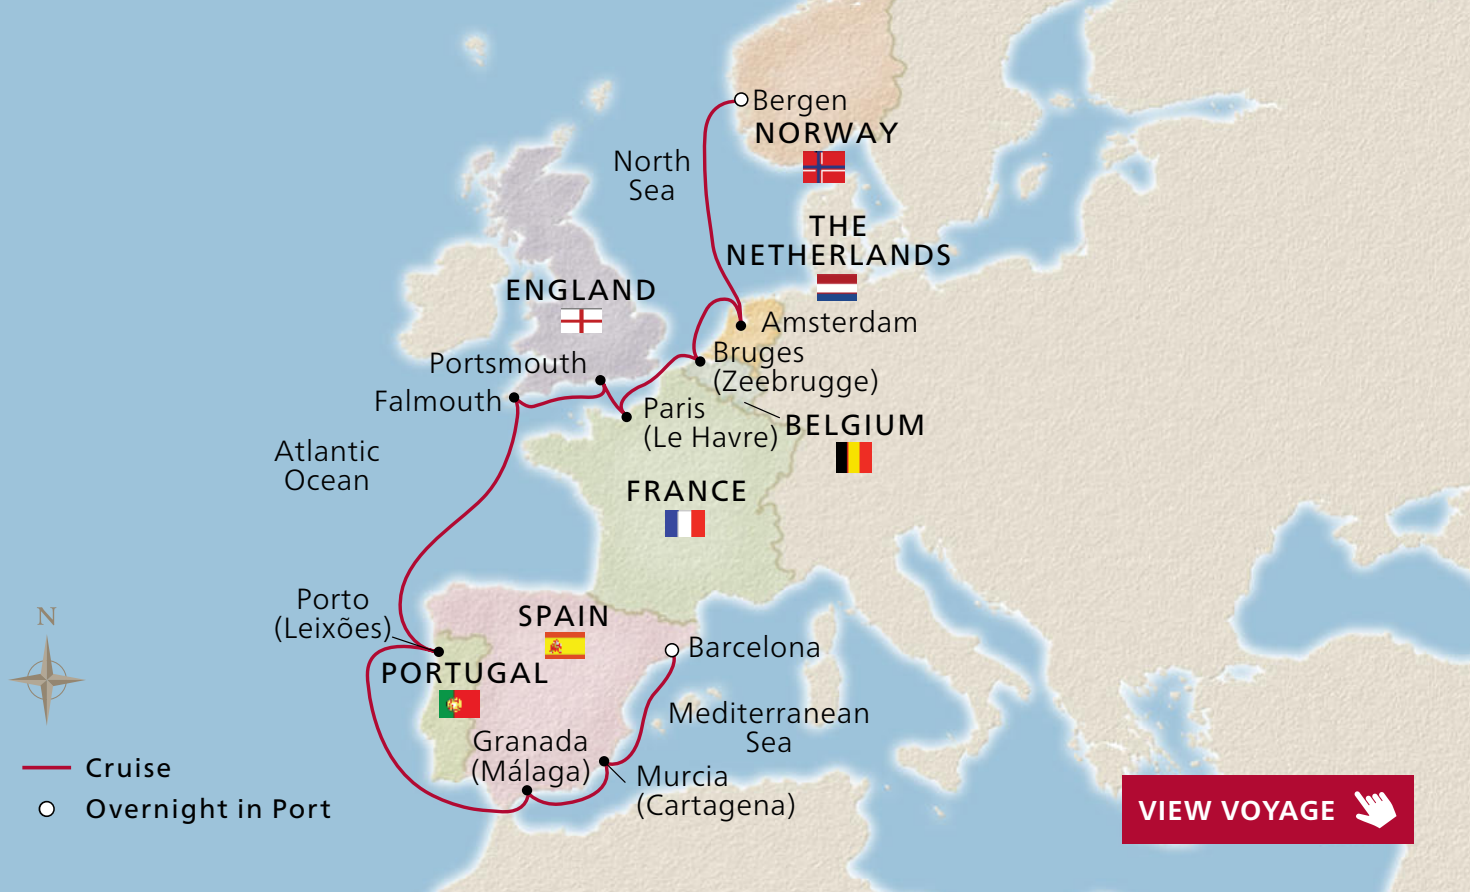 Bergen
NORWAY
North
Sea
THE
NETHERLANDS
ENGLAND
Amsterdam
Portsmouth
Bruges
(Zeebrugge)
Falmouth
Paris
(Le Havre)
BELGIUM
Atlantic
Ocean
FRANCE
Porto
(Leixões)
SPAIN
Barcelona
PORTUGAL
Mediterranean
Sea
Granada
(Málaga)
Murcia
(Cartagena)
N
Cruise
Overnight in Port
VIEW VOYAGE